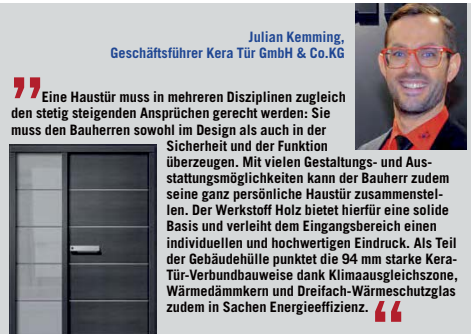 Julian Kemming,
Geschäftsführer Kera Tür GmbH & Co.KG
"Eine Haustür muss in mehreren Disziplinen zugleich
den stetig steigenden Ansprüchen gerecht werden: Sie
muss den Bauherren sowohl im Design als auch in der
Sicherheit und der Funktion
überzeugen. Mit vielen Gestaltungs- und Aus-
stattungsmöglichkeiten kann der Bauherr zudem
seine ganz persönliche Haustür zusammenstel-
len. Der Werkstoff Holz bietet hierfür eine solide
Basis und verleiht dem Eingangsbereich einen
individuellen und hochwertigen Eindruck. Als Teil
der Gebäudehülle punktet die 94 mm starke Kera-
Tür-Verbundbauweise dank Klimaausgleichszone,
Wärmedämmkern und Dreifach-Wärmeschutzglas
zudem in Sachen Energieeffizienz. "